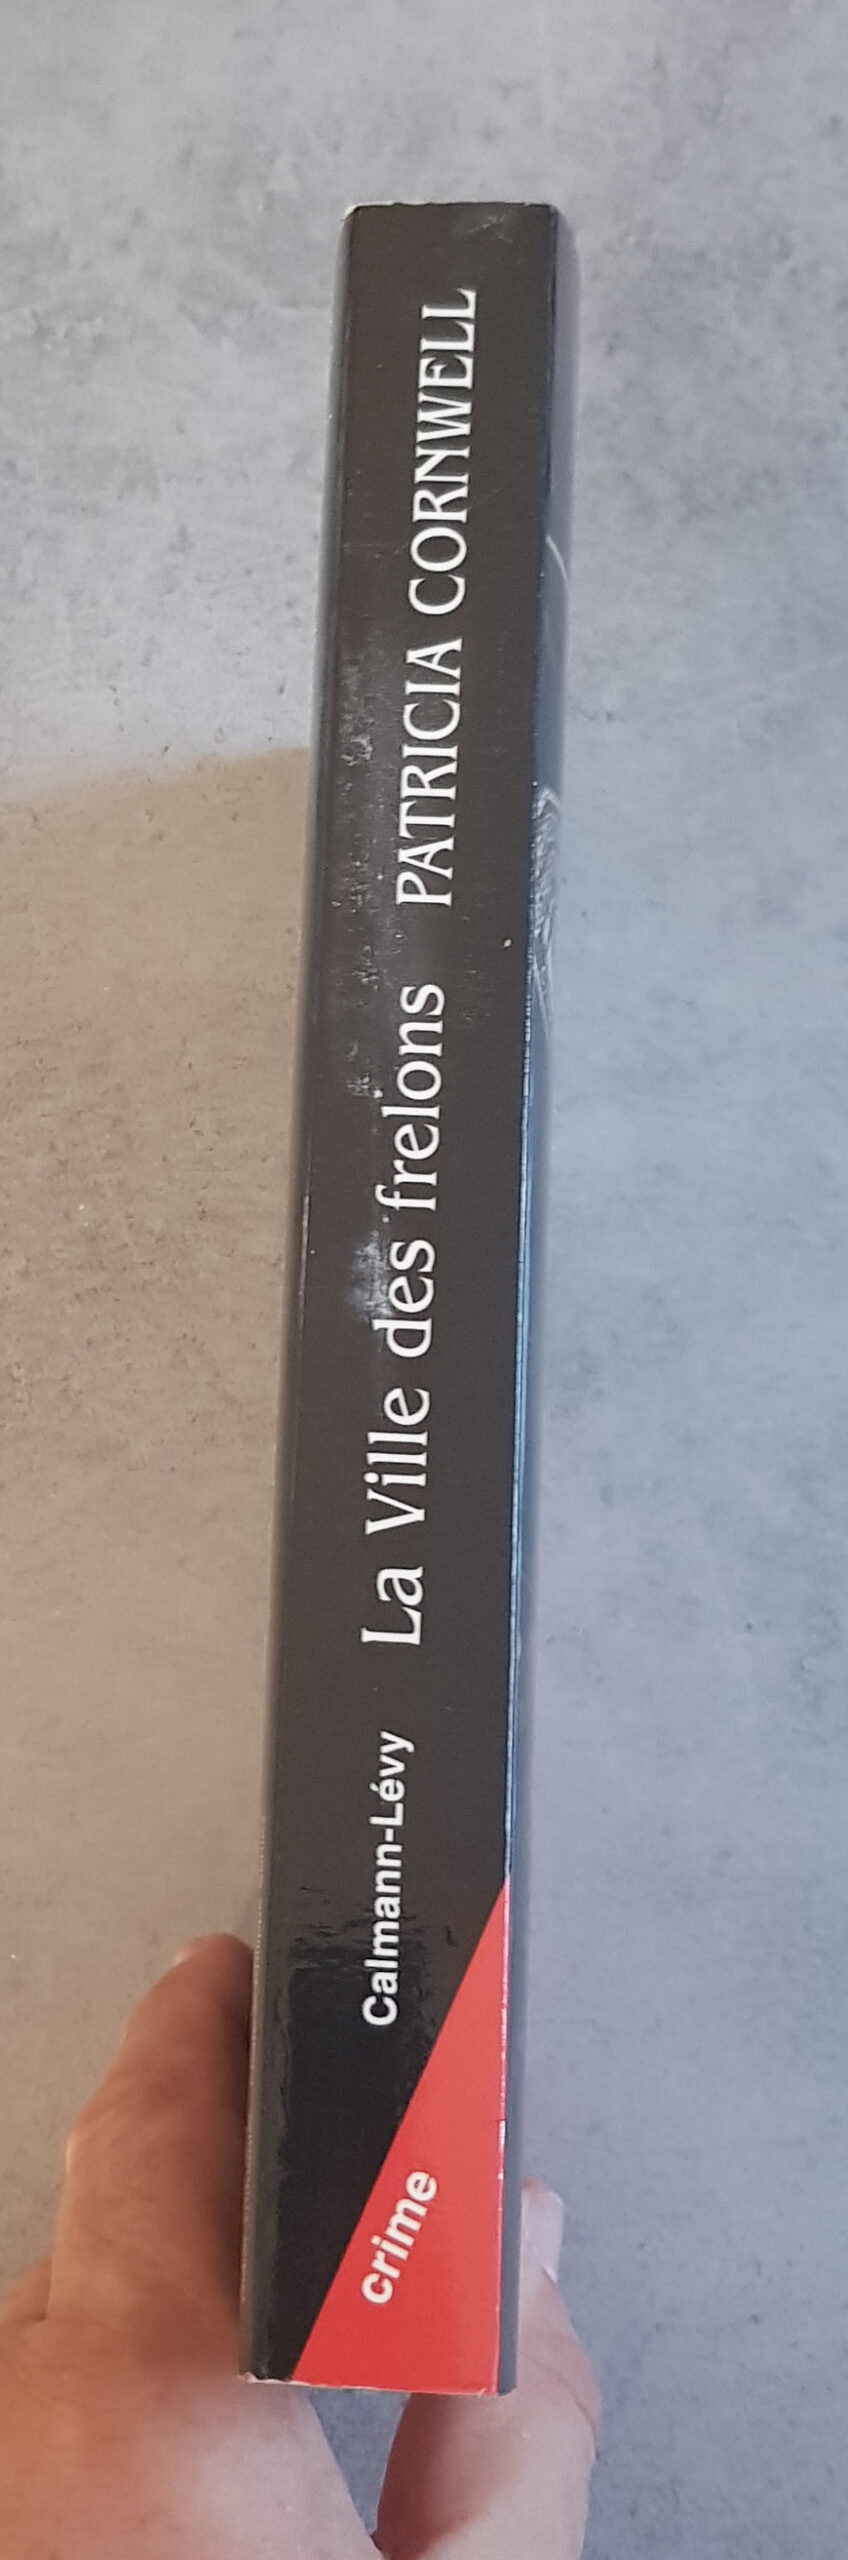 PATRICIA CORNWELL
La Ville des frelons
Calmann-Lévy
crime